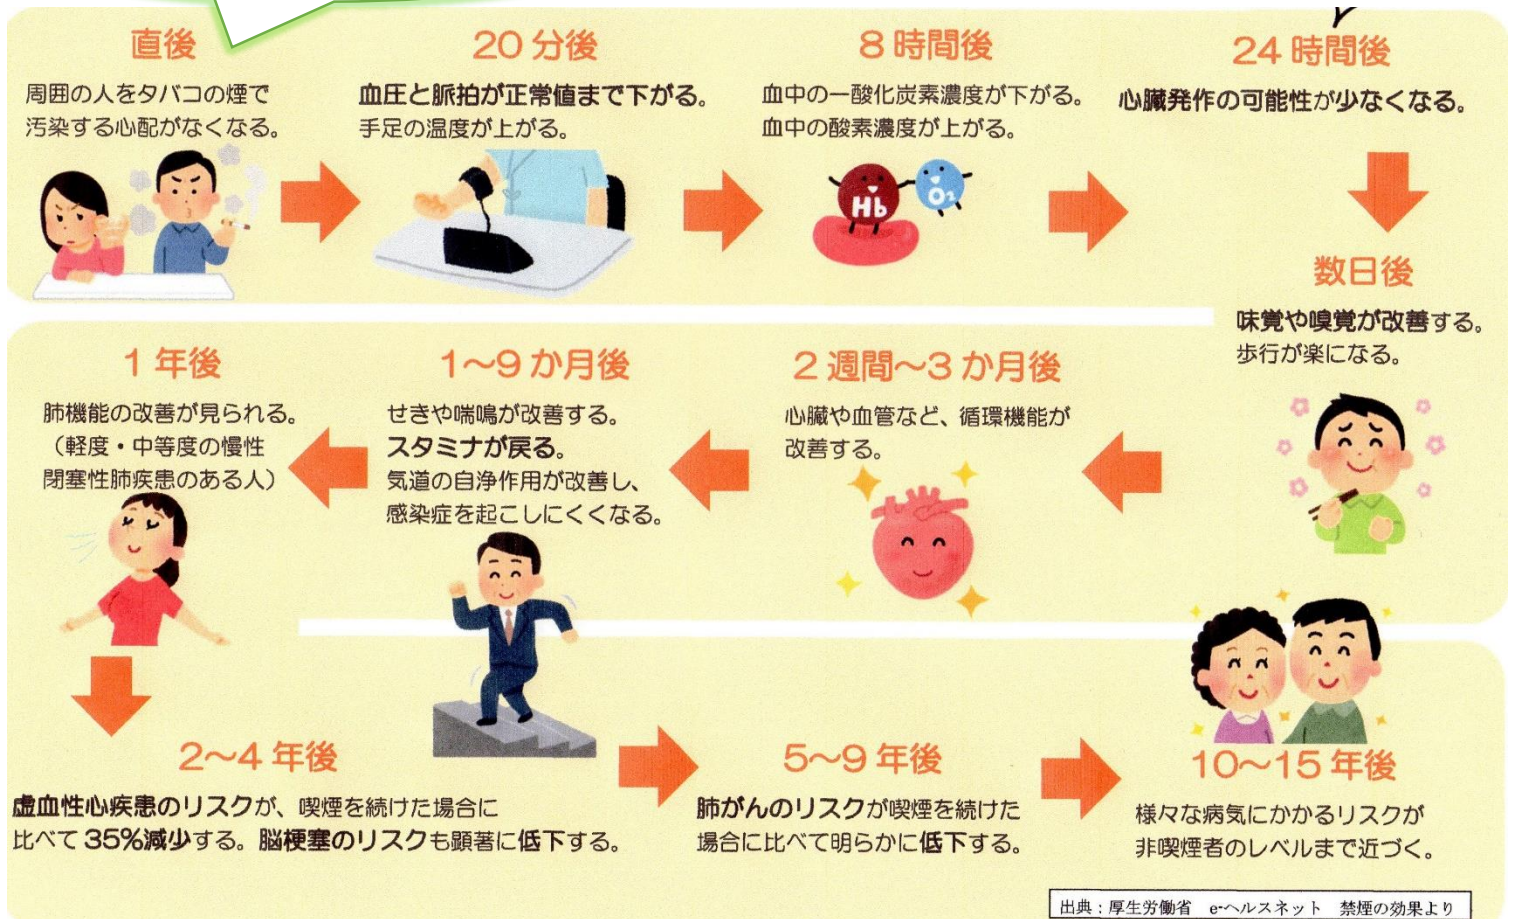 直後
周囲の人をタバコの煙で
汚染する心配がなくなる。
20分後
血圧と脈拍が正常値まで下がる。
手足の温度が上がる。
8時間後
血中の一酸化炭素濃度が下がる。
血中の酸素濃度が上がる。
Hb
O₂
24時間後
心臓発作の可能性が少なくなる。
数日後
味覚や嗅覚が改善する。
歩行が楽になる。
2週間～3か月後
心臓や血管など、循環機能が
改善する。
1～9か月後
せきや喘鳴が改善する。
スタミナが戻る。
気道の自浄作用が改善し、
感染症を起こしにくくなる。
1年後
肺機能の改善が見られる。
（軽度・中等度の慢性
閉塞性肺疾患のある人）
2～4年後
虚血性心疾患のリスクが、喫煙を続けた場合に
比べて35%減少する。脳梗塞のリスクも顕著に低下する。
5～9年後
肺がんのリスクが喫煙を続けた
場合に比べて明らかに低下する。
10～15年後
様々な病気にかかるリスクが
非喫煙者のレベルまで近づく。
出典：厚生労働省　e-ヘルスネット　禁煙の効果より